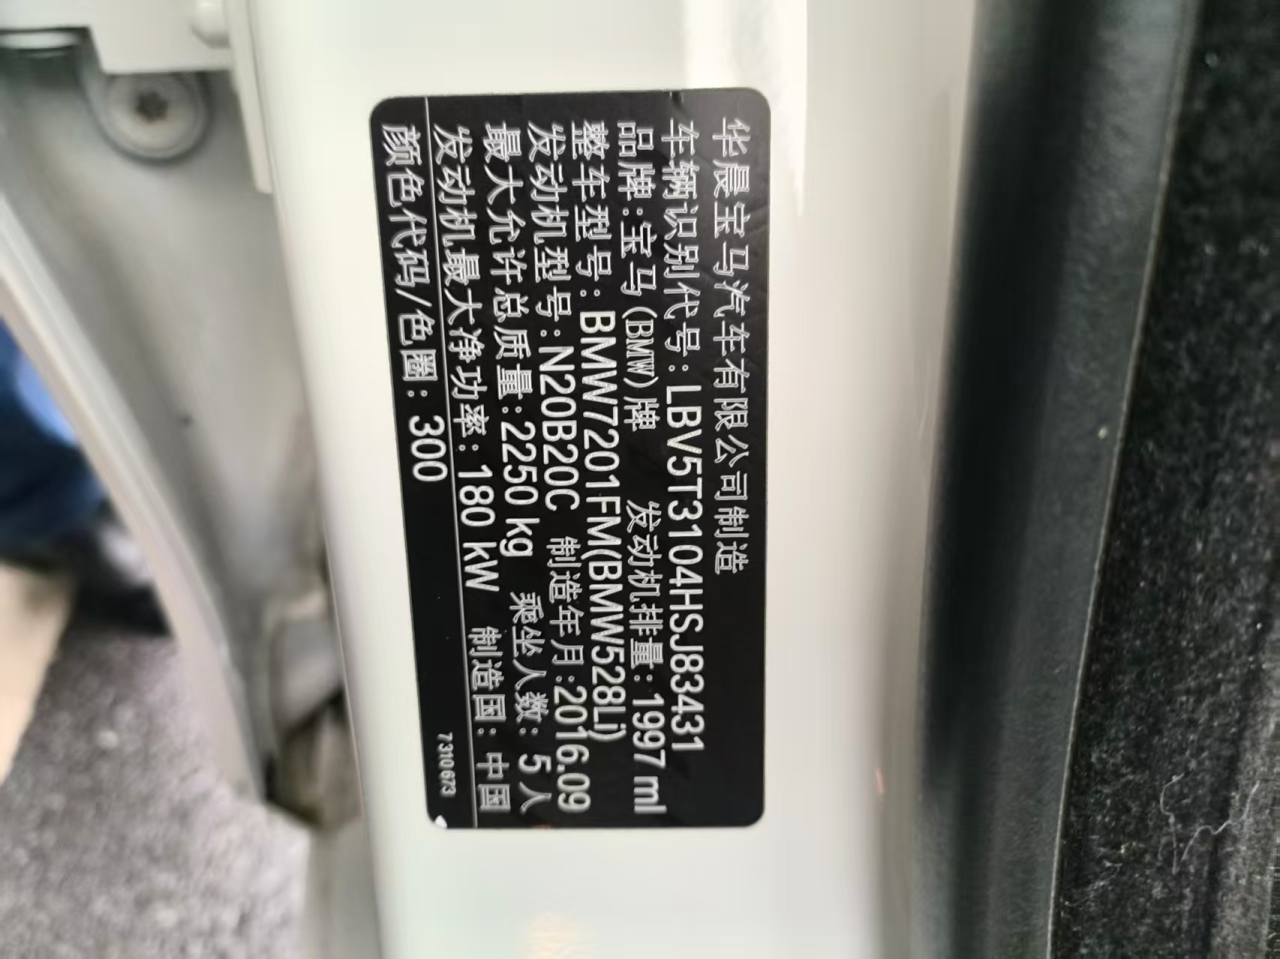 华晨宝马汽车有限公司制造
车辆识别代号：LBV5T3104HSJ83431
品牌：宝马(BMW)牌 发动机排量：1997 ml
整车型号：BMW7201FM(BMW528Li)
发动机型号：N20B20C 制造年月：2016.09
最大允许总质量：2250 kg 乘坐人数：5人
发动机最大净功率：180 kW 制造国：中国
颜色代码/色圈：300 7310.673